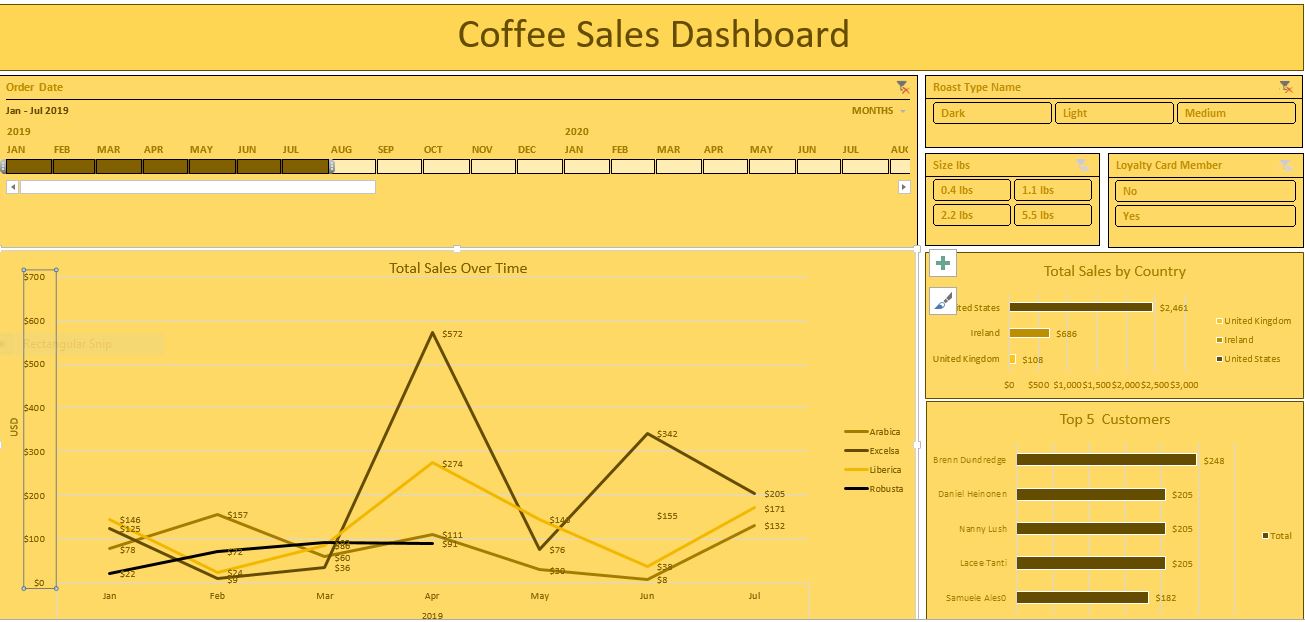 Coffee Sales Dashboard
Order Date
Jan - Jul 2019
MONTHS
2019 2020
JAN FEB MAR APR MAY JUN JUL AUG SEP OCT NOV DEC JAN FEB MAR APR MAY JUN JUL AUG
Roast Type Name
Dark Light Medium
Size lbs
0.4 lbs 1.1 lbs
2.2 lbs 5.5 lbs
Loyalty Card Member
No
Yes
Total Sales Over Time
$700
$600
Rectangular Snip
$500
$400
$300
$200
$100
$0
USD
$572
$342
$274
$205
$171
$157
$155
$146
$146
$125
$132
$111
$91
$78
$72
$86
$60
$76
$36
$22
$24
$9
$30
$38
$8
Jan Feb Mar Apr May Jun Jul
2019
Arabica
Excelsa
Liberica
Robusta
Total Sales by Country
ted States $2,461
Ireland $686
United Kingdom $108
$0 $500 $1,000 $1,500 $2,000 $2,500 $3,000
United Kingdom
Ireland
United States
Top 5 Customers
Brenn Dundredge $248
Daniel Heinonen $205
Nanny Lush $205
Lacee Tanti $205
Samuele Ales0 $182
Total